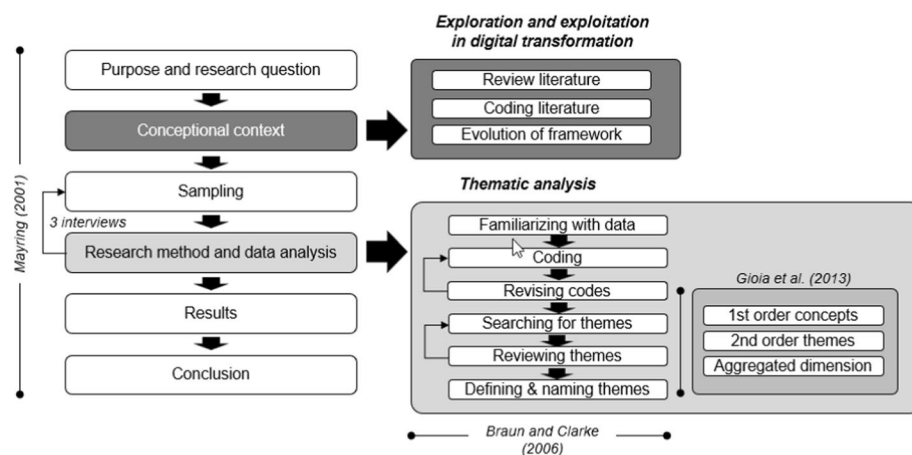 Exploration and exploitation
in digital transformation
Purpose and research question
Conceptional context
Sampling
3 interviews
Research method and data analysis
Results
Conclusion
Mayring (2001)
Review literature
Coding literature
Evolution of framework
Thematic analysis
Familiarizing with data
Coding
Revising codes
Searching for themes
Reviewing themes
Defining & naming themes
Gioia et al. (2013)
1st order concepts
2nd order themes
Aggregated dimension
Braun and Clarke
(2006)